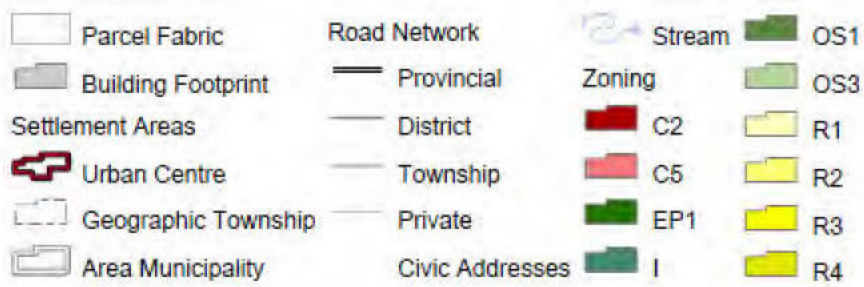 Parcel Fabric
Building Footprint
Settlement Areas
Urban Centre
Geographic Township
Area Municipality
Road Network
Provincial
District
Township
Private
Civic Addresses
Stream
Zoning
C2
C5
EP1
I
OS1
OS3
R1
R2
R3
R4